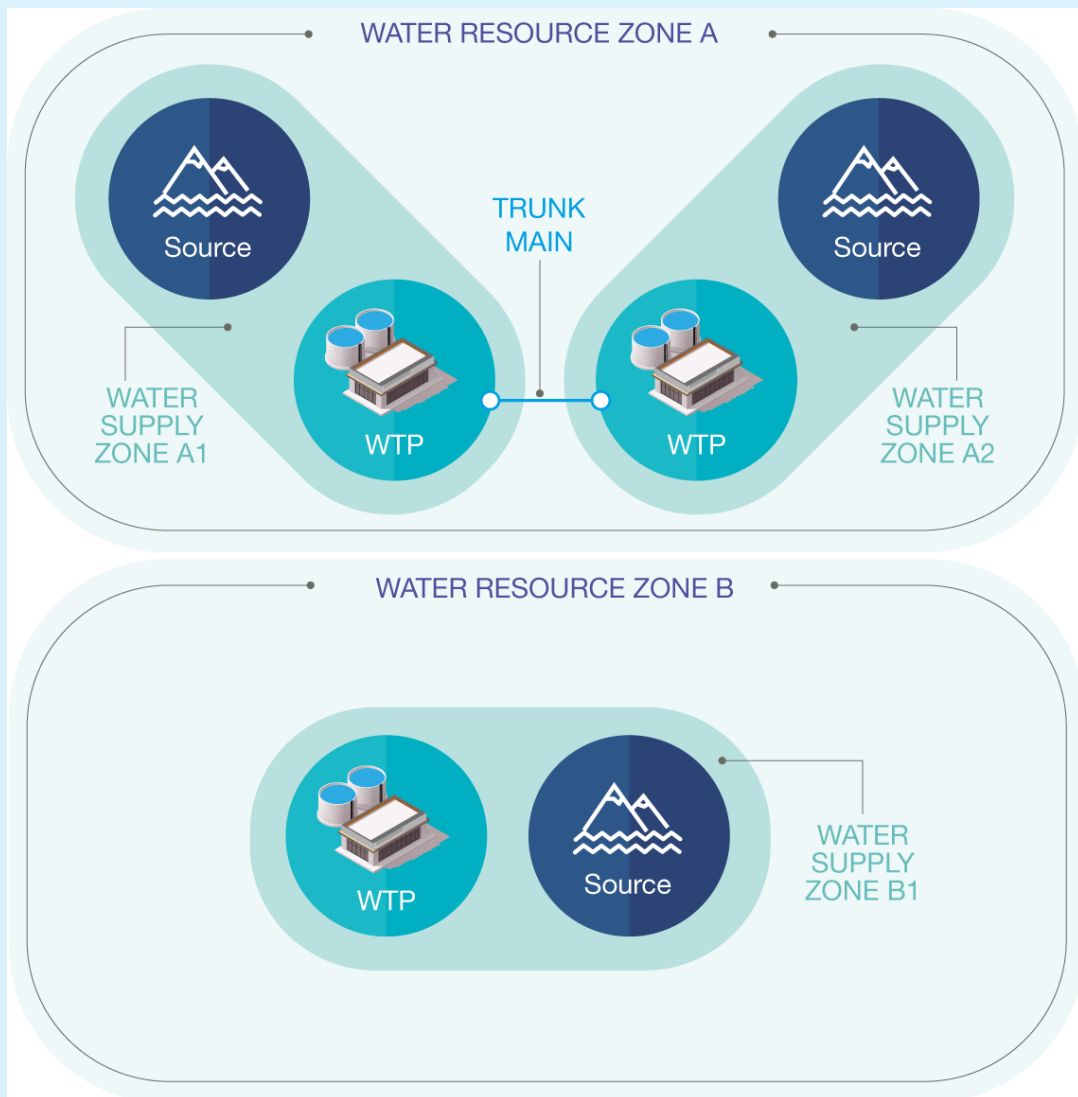 WATER RESOURCE ZONE A
Source
Source
TRUNK
MAIN
WTP
WTP
WATER
SUPPLY
ZONE A1
WATER
SUPPLY
ZONE A2
WATER RESOURCE ZONE B
WTP
Source
WATER
SUPPLY
ZONE B1